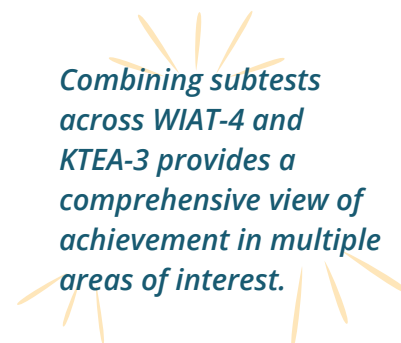 Combining subtests
across WIAT-4 and
KTEA-3 provides a
comprehensive view of
achievement in multiple
areas of interest.